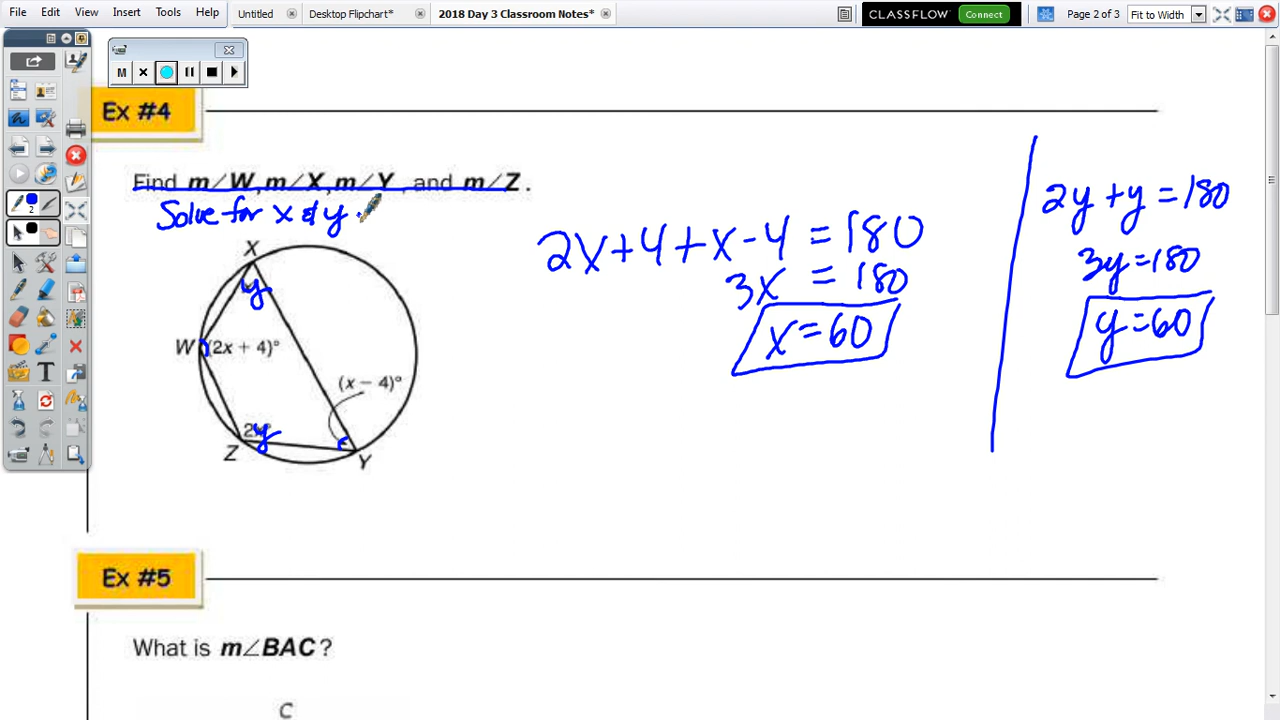 File Edit View Insert Tools Help
Untitled
Desktop Flipchart*
2018 Day 3 Classroom Notes*
CLASSFLOW Connect
Page 2 of 3
Fit to Width
M
2
T
Ex #4
Find m∠W, m∠X, m∠Y, and m∠Z.
Solve for x & y.
X
y
W (2x + 4)°
(x – 4)°
2y
Z
Y
2x+4+x-4 = 180
3x = 180
x=60
2y+y=180
3y=180
y=60
Ex #5
What is m∠BAC?
C